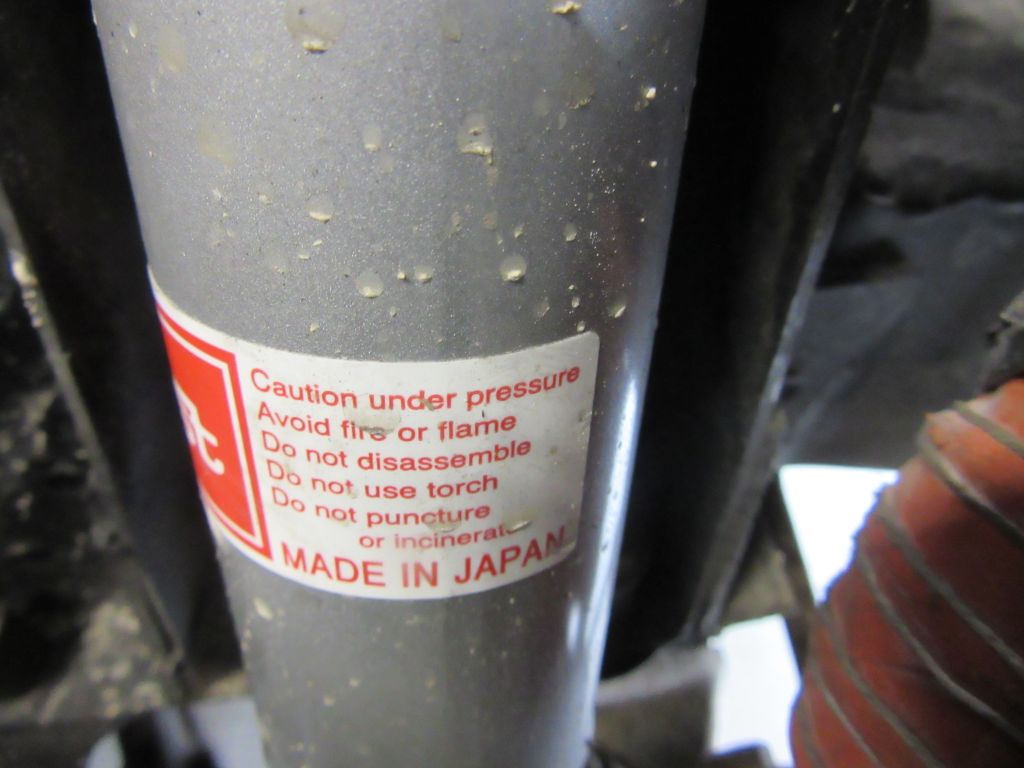 st
Caution under pressure
Avoid fire or flame
Do not disassemble
Do not use torch
Do not puncture
or incinerate
MADE IN JAPAN